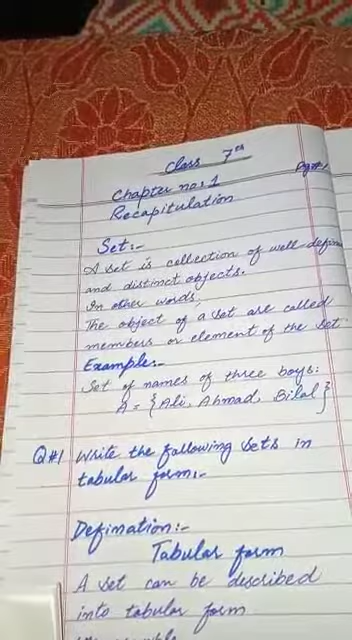 Class 7th
Pg#1
Chapter no: 1
Recapitulation
Set:-
A set is collection of well defin
and distinct objects.
In other words,
The object of a set are called
members or element of the set.
Example:-
Set of names of three boys:
A = {Ali, Ahmad, Bilal}
Q#1 Write the following sets in
tabular form:-
Defination:-
Tabular form
A set can be described
into tabular form